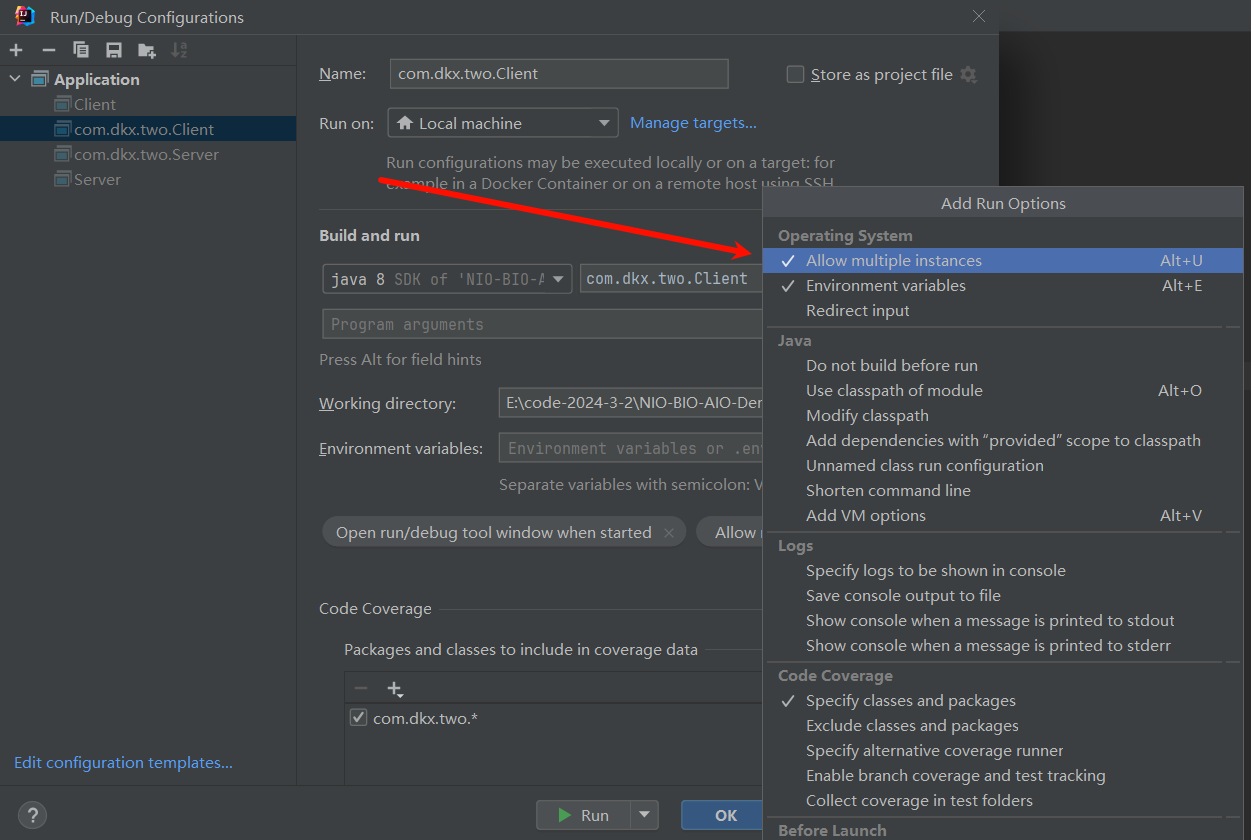 Run/Debug Configurations
Application
Client
com.dkx.two.Client
com.dkx.two.Server
Server
Edit configuration templates...
Name:
com.dkx.two.Client
Store as project file
Run on:
Local machine
Manage targets...
Run configurations may be executed locally or on a target: for
example in a Docker Container or on a remote host using SSH.
Build and run
java 8 SDK of 'NIO-BIO-A
com.dkx.two.Client
Program arguments
Press Alt for field hints
Working directory:
E:\code-2024-3-2\NIO-BIO-AIO-Der
Environment variables:
Environment variables or .en
Separate variables with semicolon: V
Open run/debug tool window when started
Allow
Code Coverage
Packages and classes to include in coverage data
com.dkx.two.*
?
Run
OK
Add Run Options
Operating System
Allow multiple instances Alt+U
Environment variables Alt+E
Redirect input
Java
Do not build before run
Use classpath of module Alt+O
Modify classpath
Add dependencies with “provided” scope to classpath
Unnamed class run configuration
Shorten command line
Add VM options Alt+V
Logs
Specify logs to be shown in console
Save console output to file
Show console when a message is printed to stdout
Show console when a message is printed to stderr
Code Coverage
Specify classes and packages
Exclude classes and packages
Specify alternative coverage runner
Enable branch coverage and test tracking
Collect coverage in test folders
Before Launch